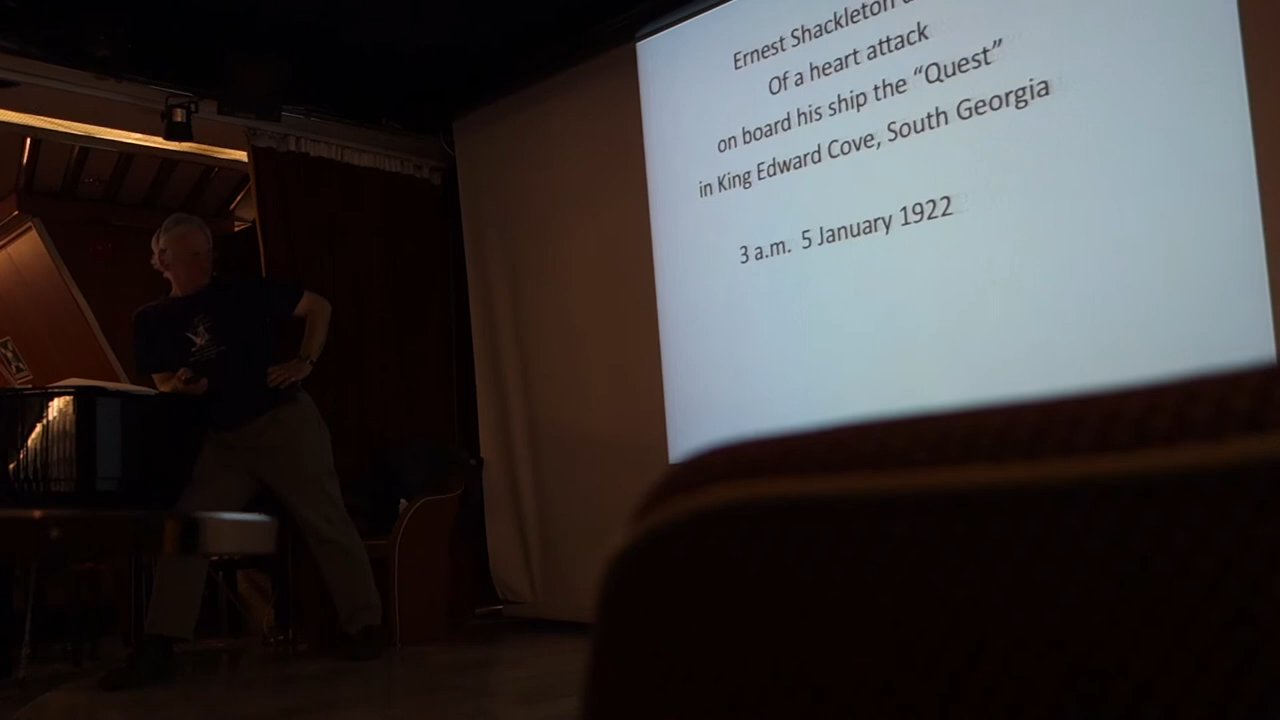 Ernest Shackleton
Of a heart attack
on board his ship the “Quest”
in King Edward Cove, South Georgia
3 a.m. 5 January 1922